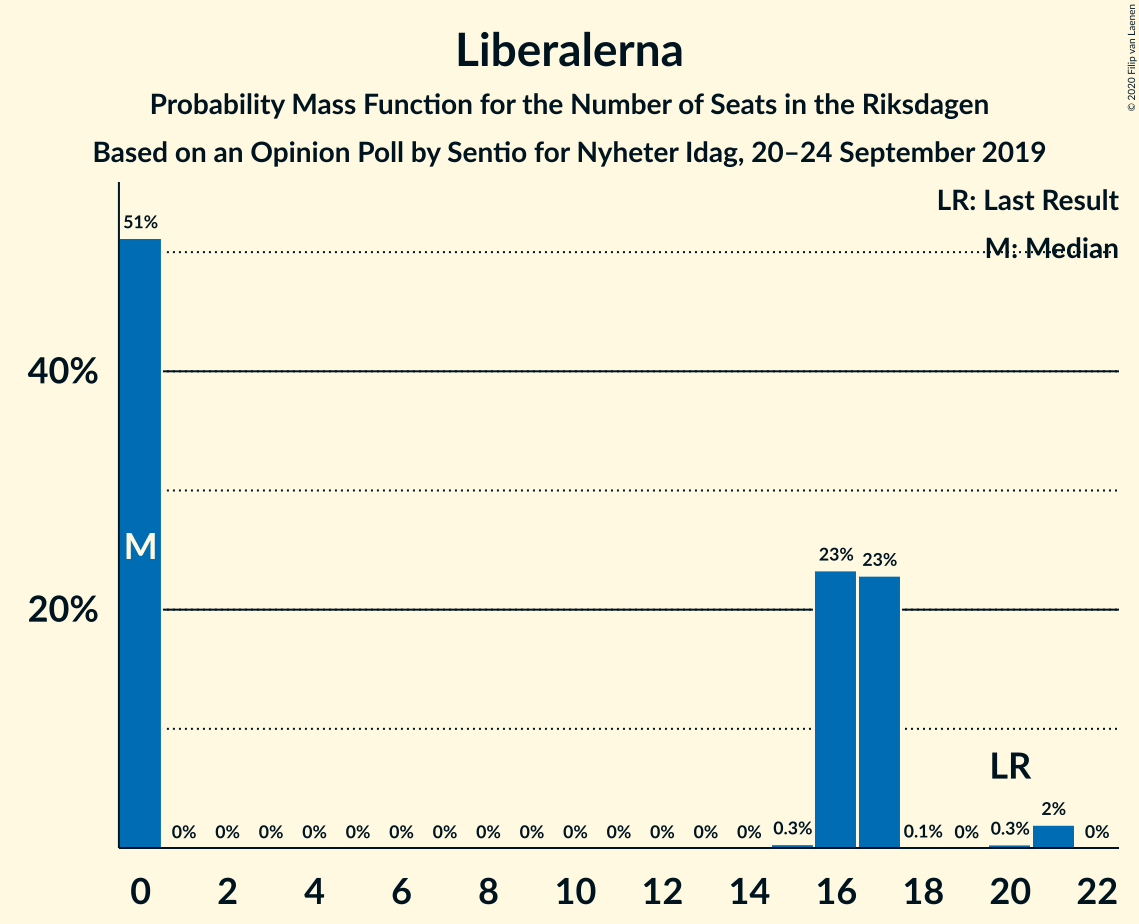 Liberalerna
Probability Mass Function for the Number of Seats in the Riksdagen
Based on an Opinion Poll by Sentio for Nyheter Idag, 20–24 September 2019
© 2020 Filip van Laenen
LR: Last Result
M: Median
51%
40%
M
23% 23%
20%
LR
0% 0% 0% 0% 0% 0% 0% 0% 0% 0% 0% 0% 0% 0% 0.3% 0.1% 0% 0.3% 2% 0%
0 2 4 6 8 10 12 14 16 18 20 22